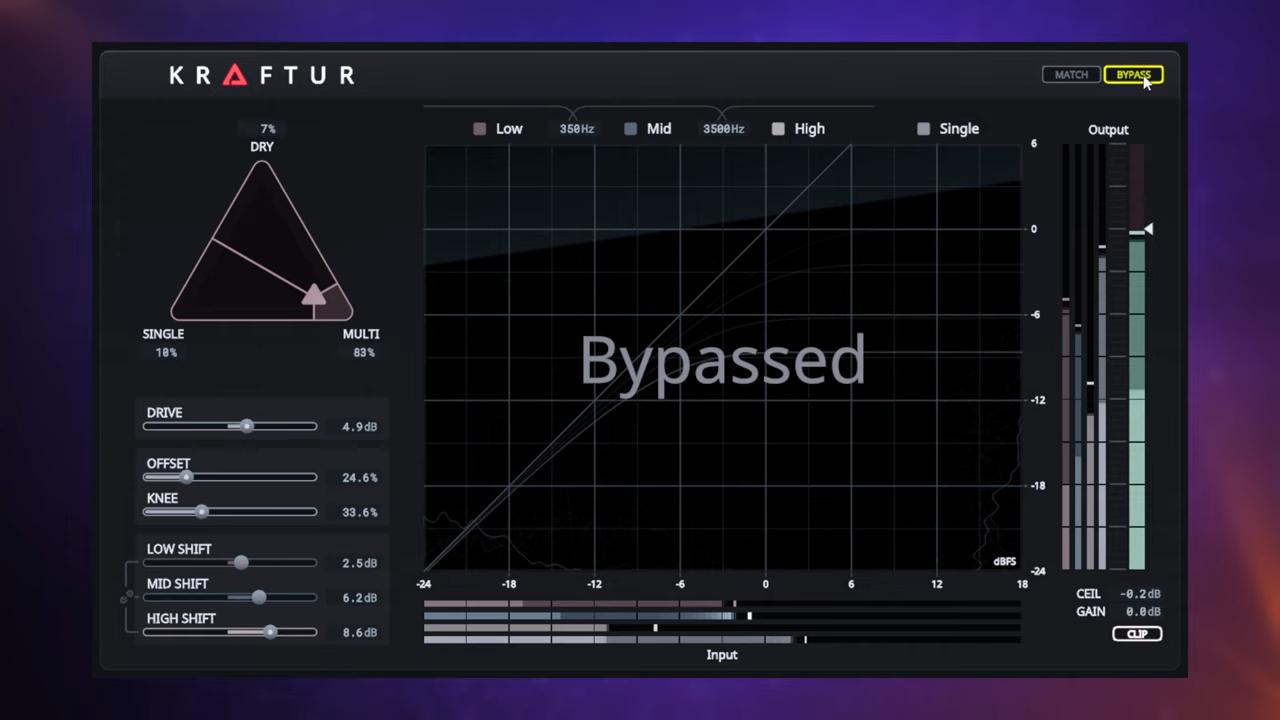 KRAFTUR
MATCH BYPASS
7%
DRY
SINGLE MULTI
10% 83%
DRIVE
4.9dB
OFFSET
24.6%
KNEE
33.6%
LOW SHIFT
2.5dB
MID SHIFT
6.2dB
HIGH SHIFT
8.6dB
Low 350Hz Mid 3500Hz High Single
Bypassed
6
0
-6
-12
-18
-24
dBFS
-24 -18 -12 -6 0 6 12 18
Input
Output
CEIL -0.2dB
GAIN 0.0dB
CLIP